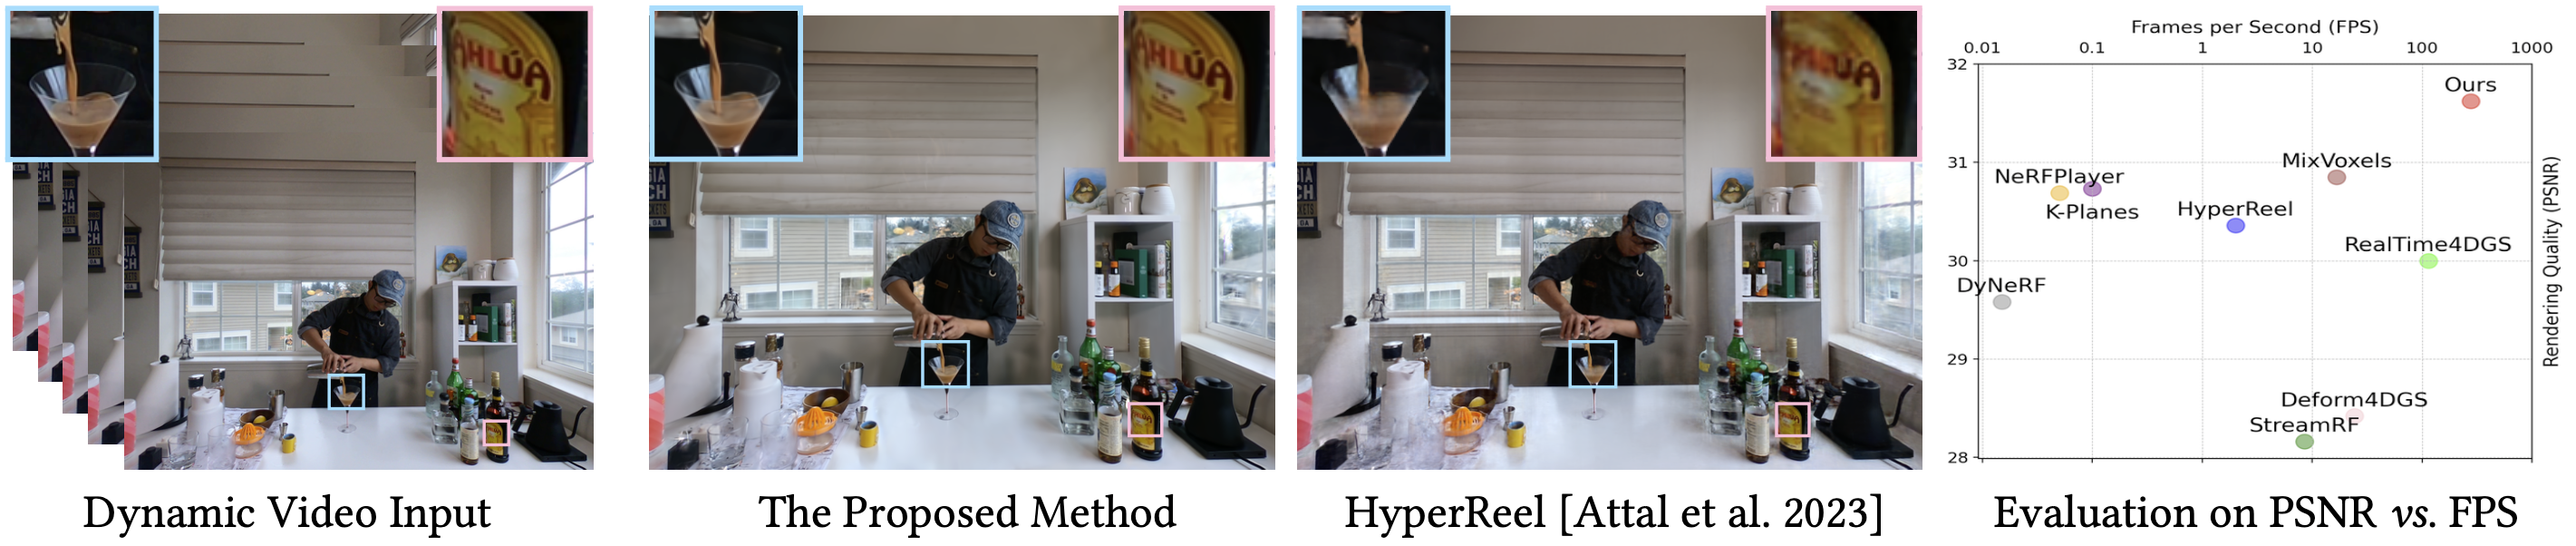 AHLÚA
AHLÚA
Frames per Second (FPS)
0.01 0.1 1 10 100 1000
32
31
30
29
28
Ours
MixVoxels
NeRFPlayer
K-Planes
HyperReel
RealTime4DGS
DyNeRF
Deform4DGS
StreamRF
Rendering Quality (PSNR)
Dynamic Video Input
The Proposed Method
HyperReel [Attal et al. 2023]
Evaluation on PSNR vs. FPS